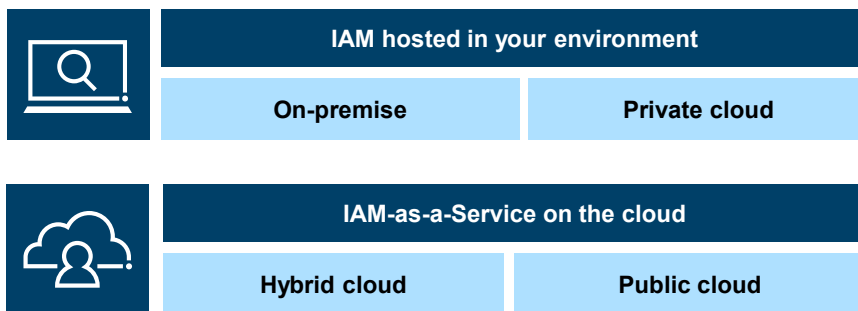 IAM hosted in your environment
On-premise
Private cloud
IAM-as-a-Service on the cloud
Hybrid cloud
Public cloud